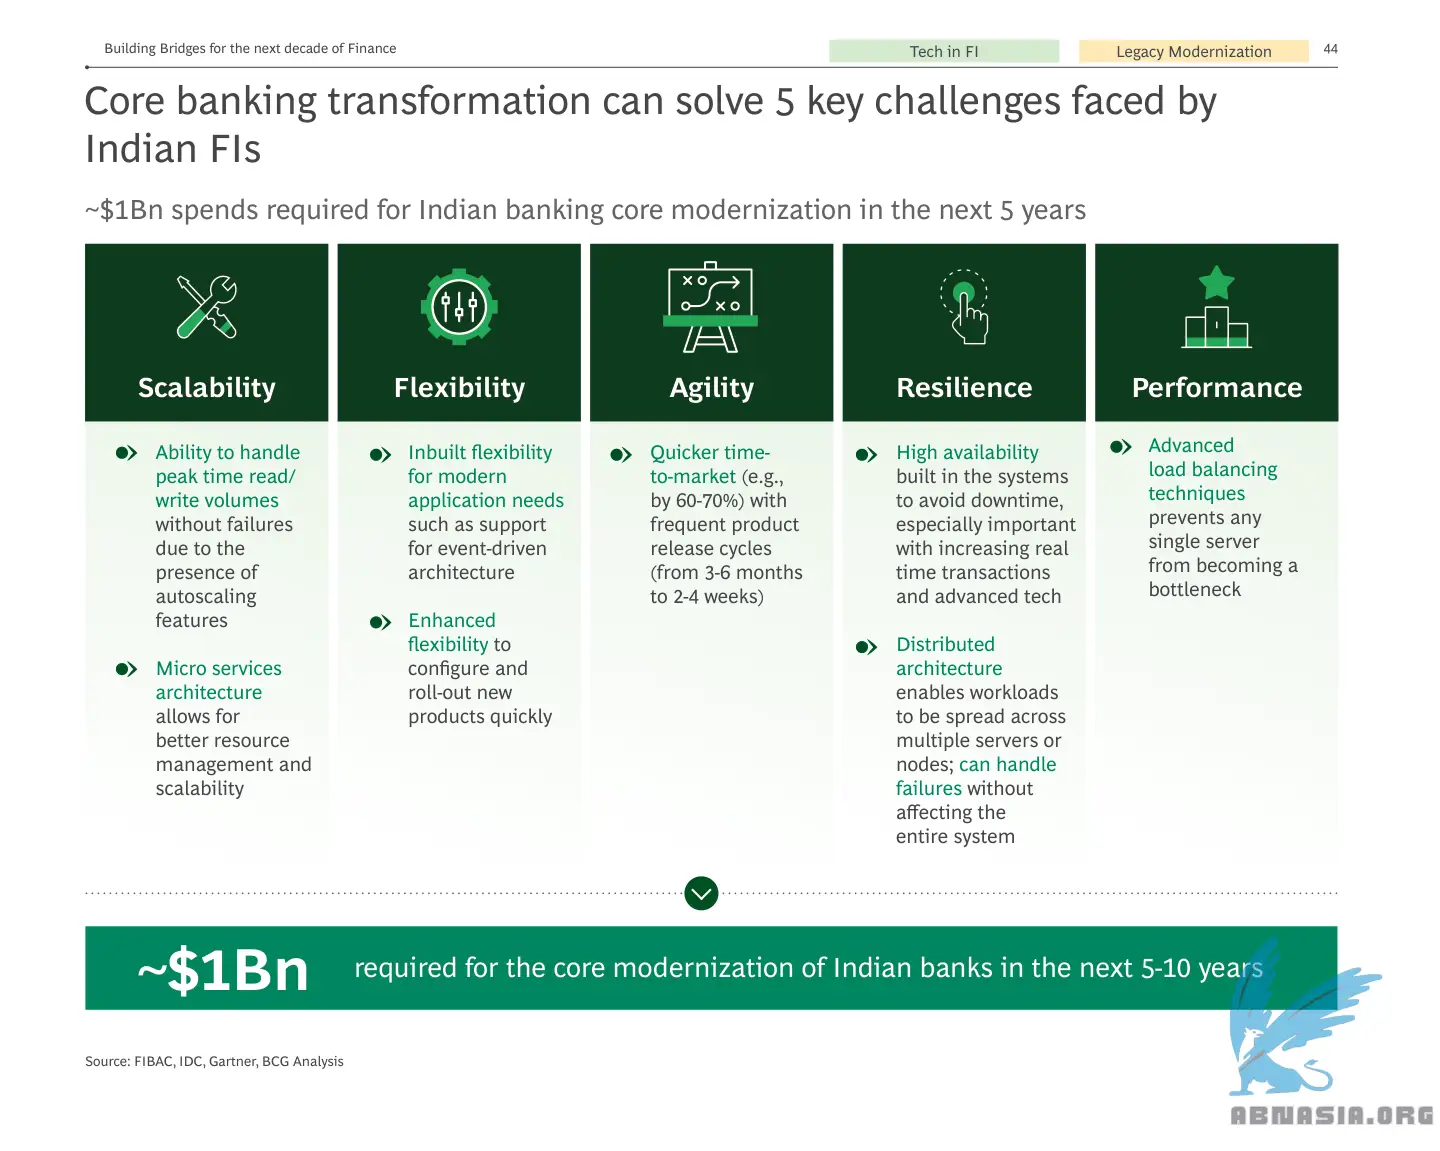 Building Bridges for the next decade of Finance
Tech in FI
Legacy Modernization
44
Core banking transformation can solve 5 key challenges faced by
Indian FIs
~$1Bn spends required for Indian banking core modernization in the next 5 years
Scalability
Ability to handle
peak time read/
write volumes
without failures
due to the
presence of
autoscaling
features
Micro services
architecture
allows for
better resource
management and
scalability
Flexibility
Inbuilt flexibility
for modern
application needs
such as support
for event-driven
architecture
Enhanced
flexibility to
configure and
roll-out new
products quickly
Agility
Quicker time-
to-market (e.g.,
by 60-70%) with
frequent product
release cycles
(from 3-6 months
to 2-4 weeks)
Resilience
High availability
built in the systems
to avoid downtime,
especially important
with increasing real
time transactions
and advanced tech
Distributed
architecture
enables workloads
to be spread across
multiple servers or
nodes; can handle
failures without
affecting the
entire system
Performance
Advanced
load balancing
techniques
prevents any
single server
from becoming a
bottleneck
~$1Bn
required for the core modernization of Indian banks in the next 5-10 years
Source: FIBAC, IDC, Gartner, BCG Analysis
ABNASIA.ORG